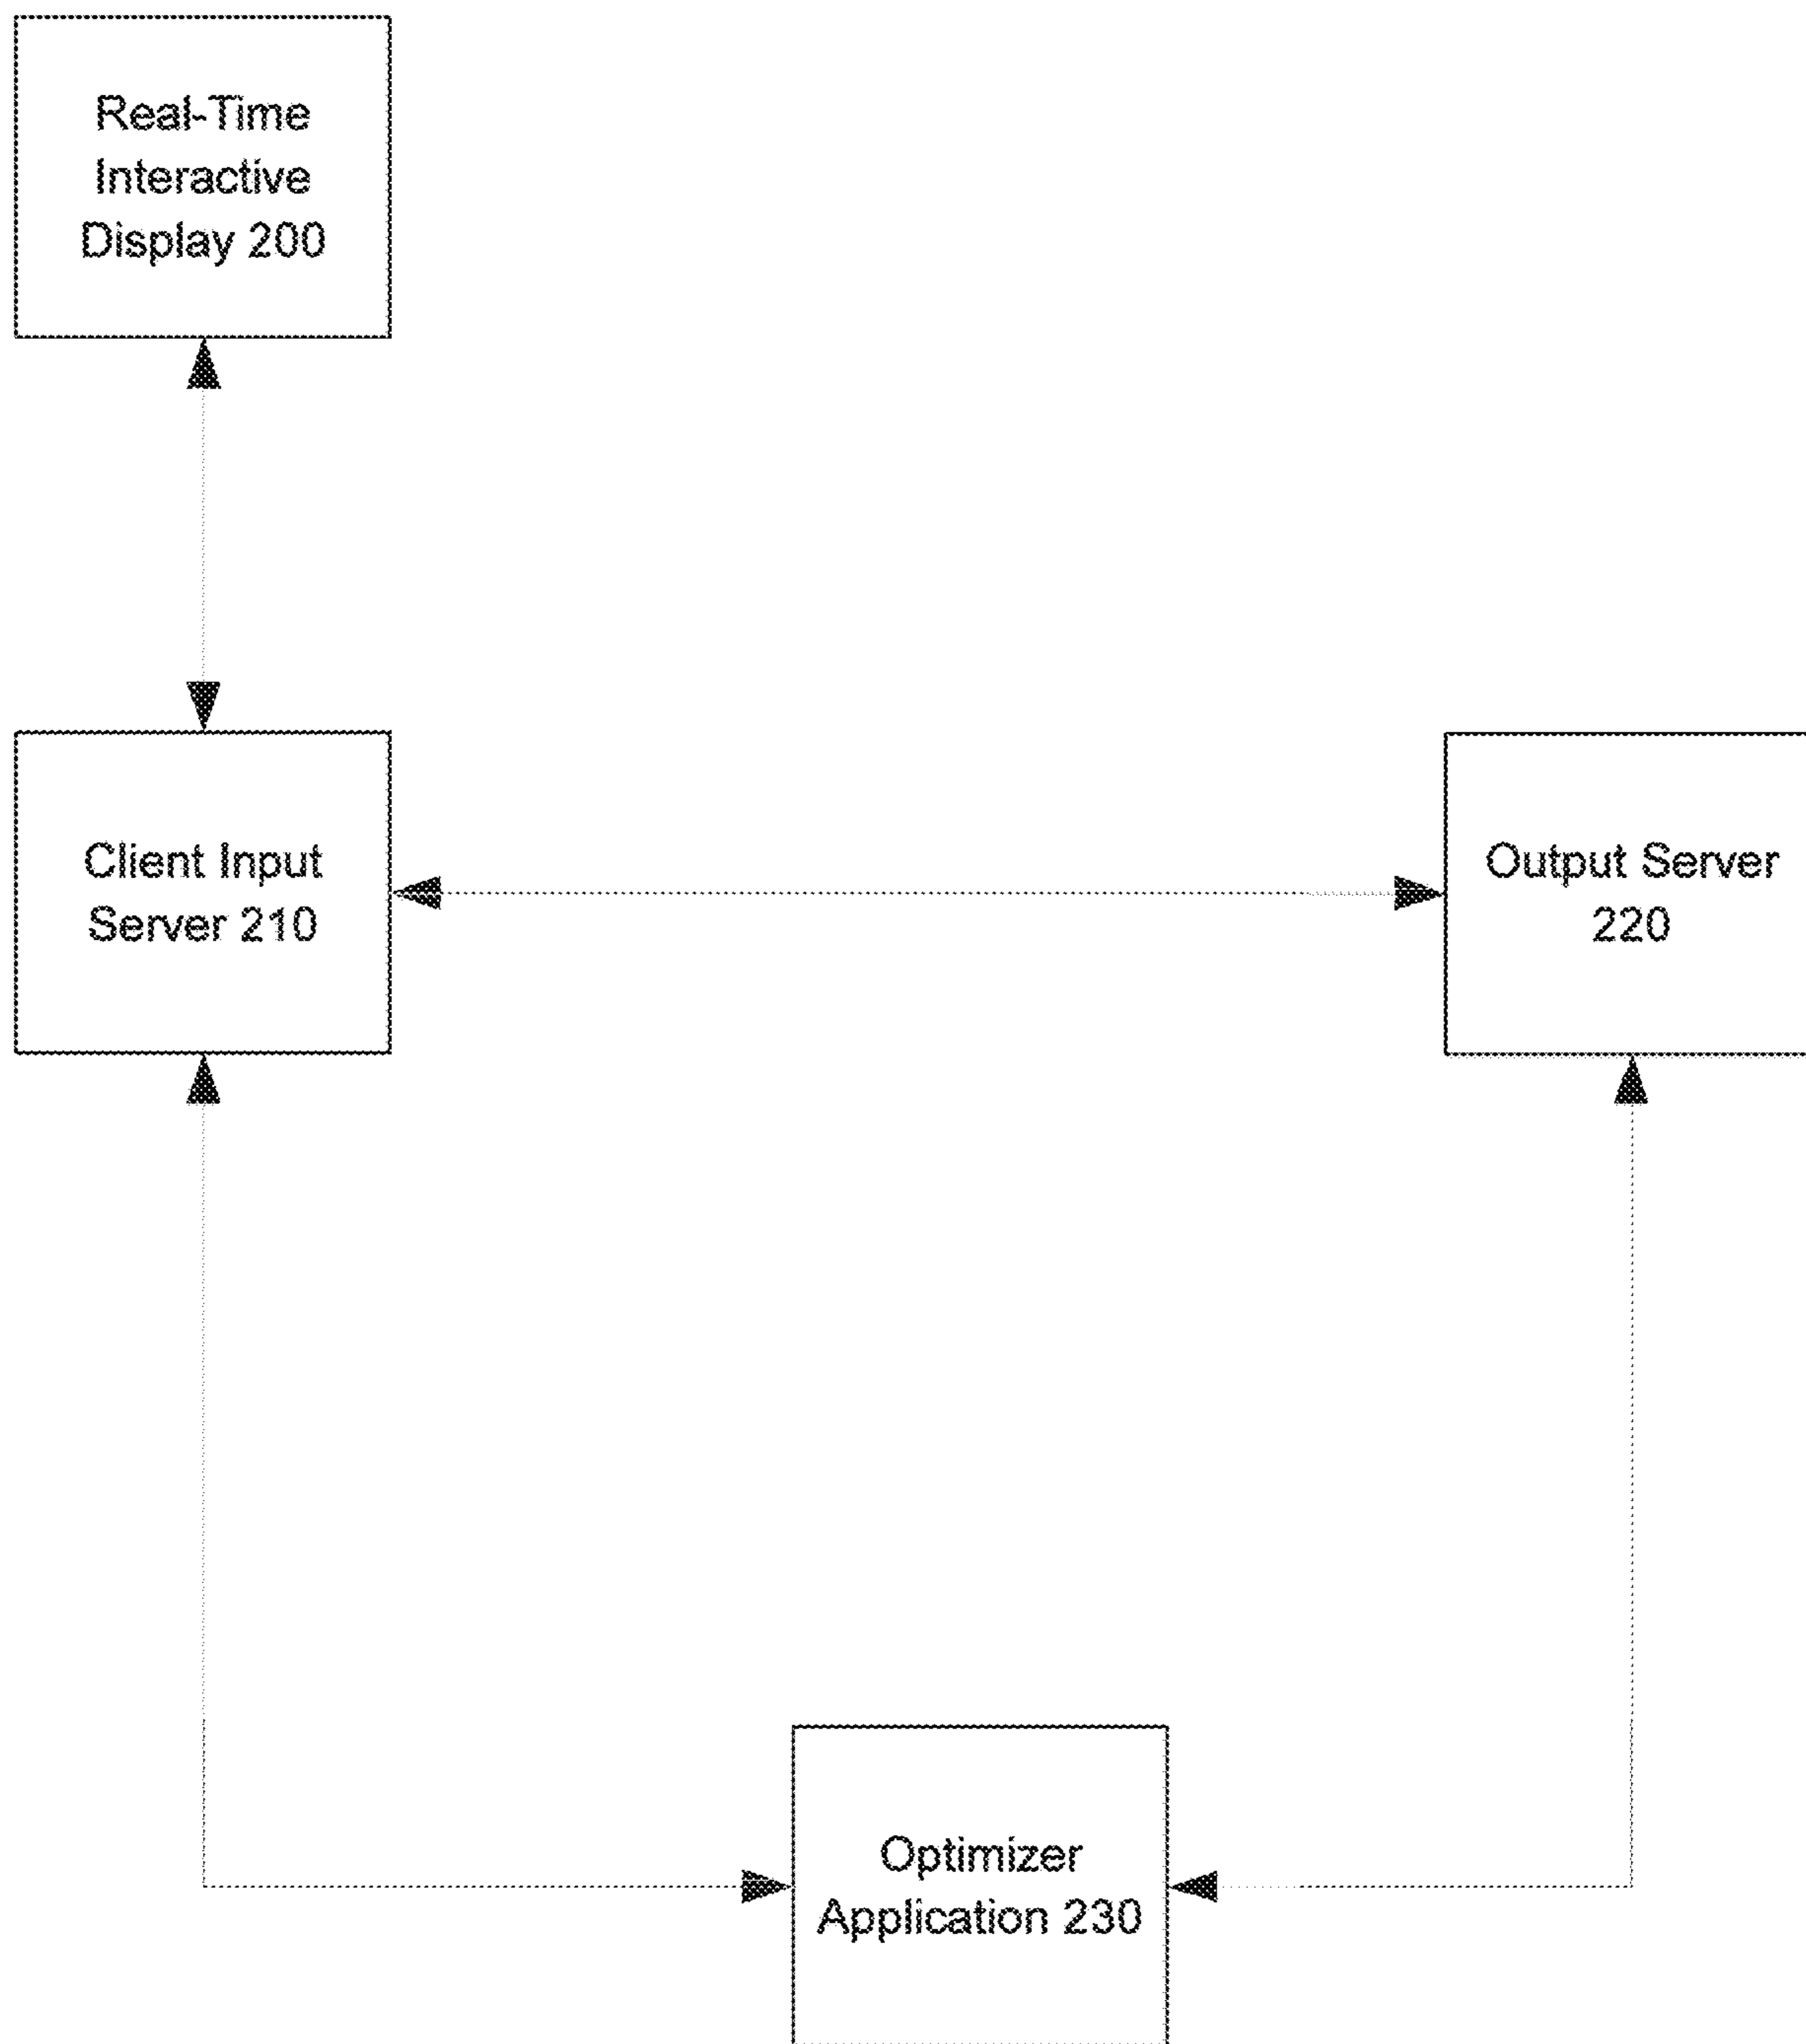 Real-Time
Interactive
Display 200
Client Input
Server 210
Output Server
220
Optimizer
Application 230